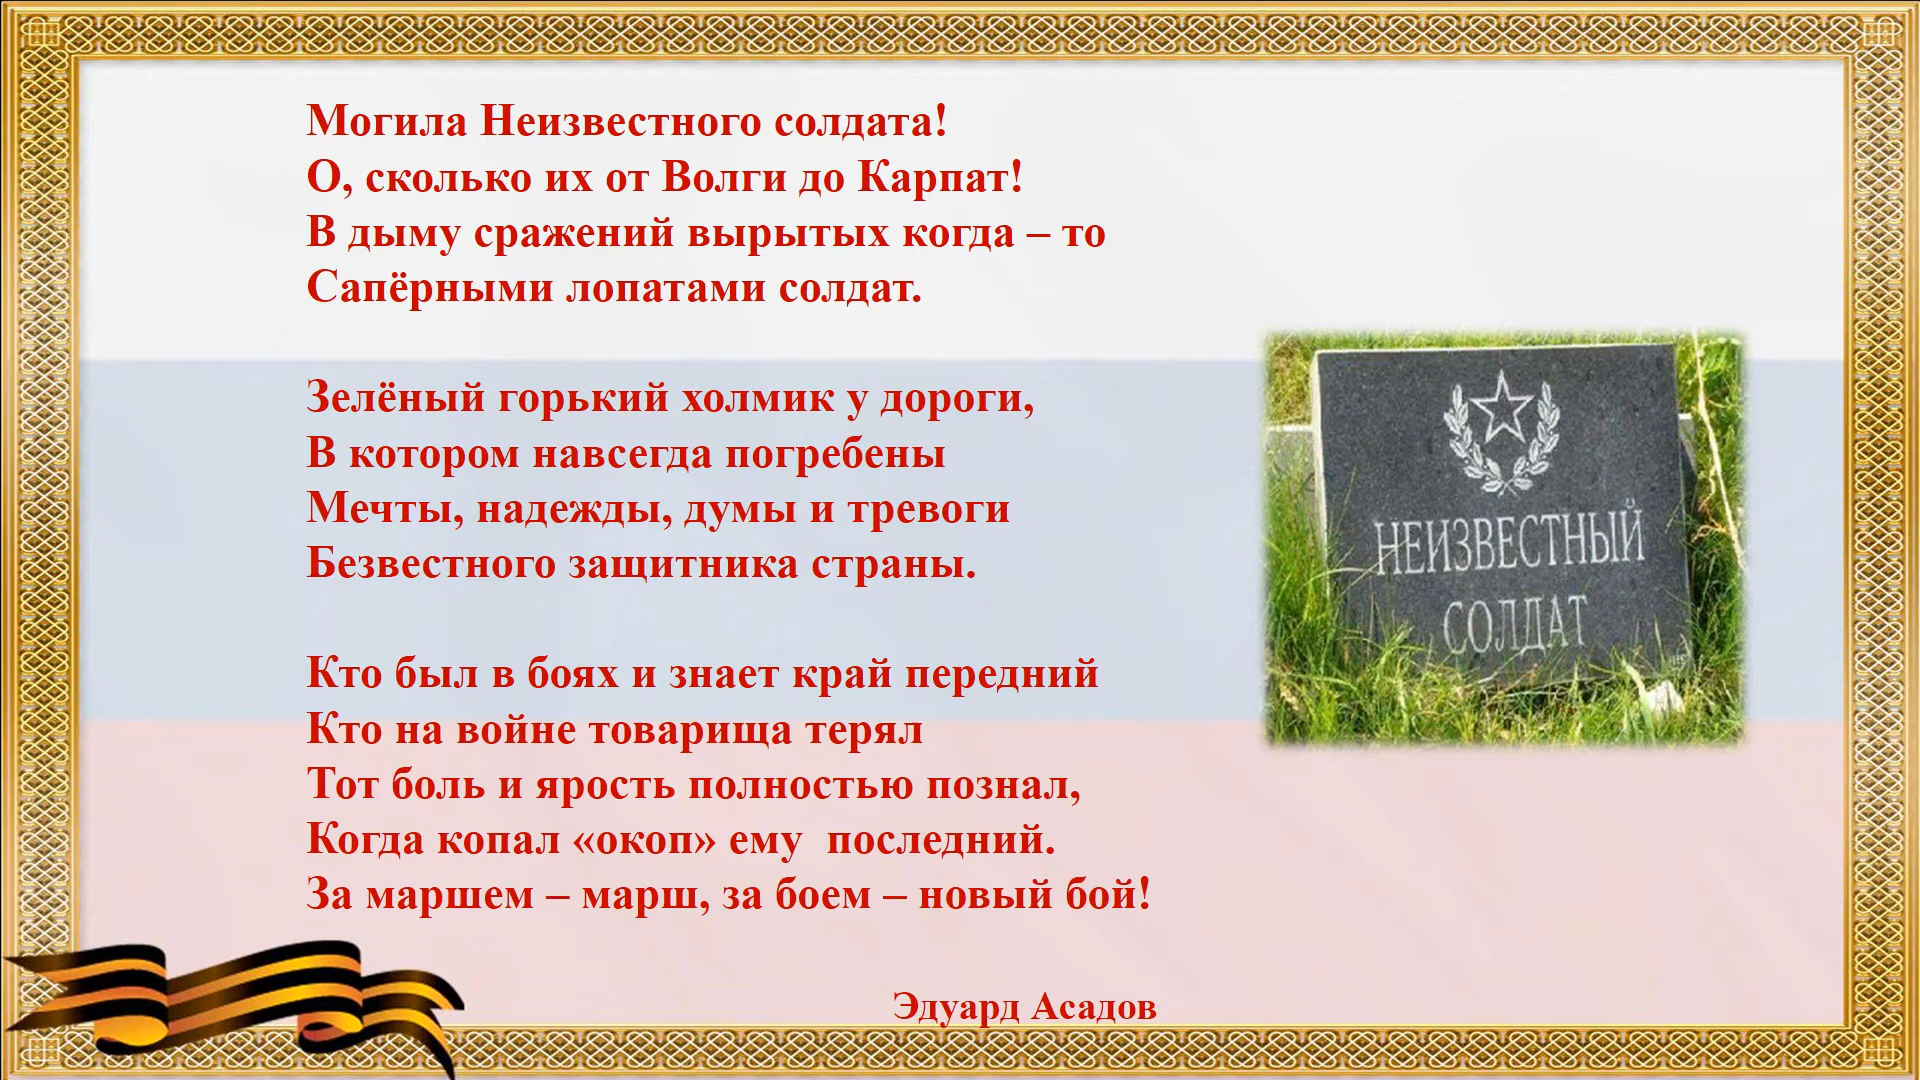 Могила Неизвестного солдата!
О, сколько их от Волги до Карпат!
В дыму сражений вырытых когда – то
Сапёрными лопатами солдат.
Зелёный горький холмик у дороги,
В котором навсегда погребены
Мечты, надежды, думы и тревоги
Безвестного защитника страны.
Кто был в боях и знает край передний
Кто на войне товарища терял
Тот боль и ярость полностью познал,
Когда копал «окоп» ему  последний.
За маршем – марш, за боем – новый бой!
Эдуард Асадов
НЕИЗВЕСТНЫЙ
СОЛДАТ